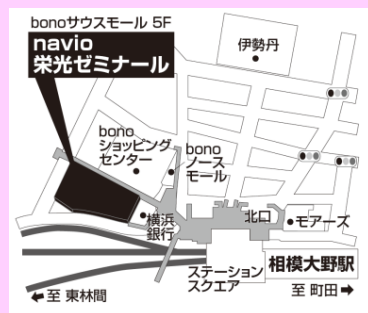 bonoサウスモール 5F
navio
栄光ゼミナール
伊勢丹
bono
ショッピング
センター
bono
ノース
モール
横浜
銀行
北口
モアーズ
ステーション
スクエア
相模大野駅
至 東林間
至 町田